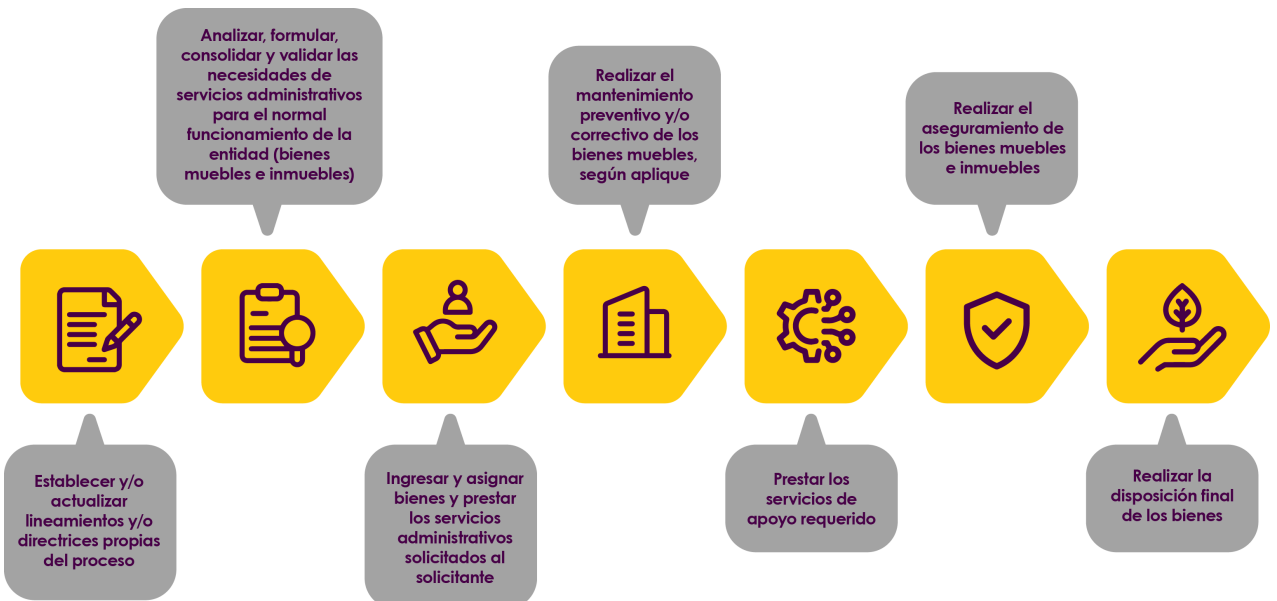 Establecer y/o
actualizar
lineamientos y/o
directrices propias
del proceso
Analizar, formular,
consolidar y validar las
necesidades de
servicios administrativos
para el normal
funcionamiento de la
entidad (bienes
muebles e inmuebles)
Ingresar y asignar
bienes y prestar
los servicios
administrativos
solicitados al
solicitante
Realizar el
mantenimiento
preventivo y/o
correctivo de los
bienes muebles,
según aplique
Prestar los
servicios de
apoyo requerido
Realizar el
aseguramiento de
los bienes muebles
e inmuebles
Realizar la
disposición final
de los bienes